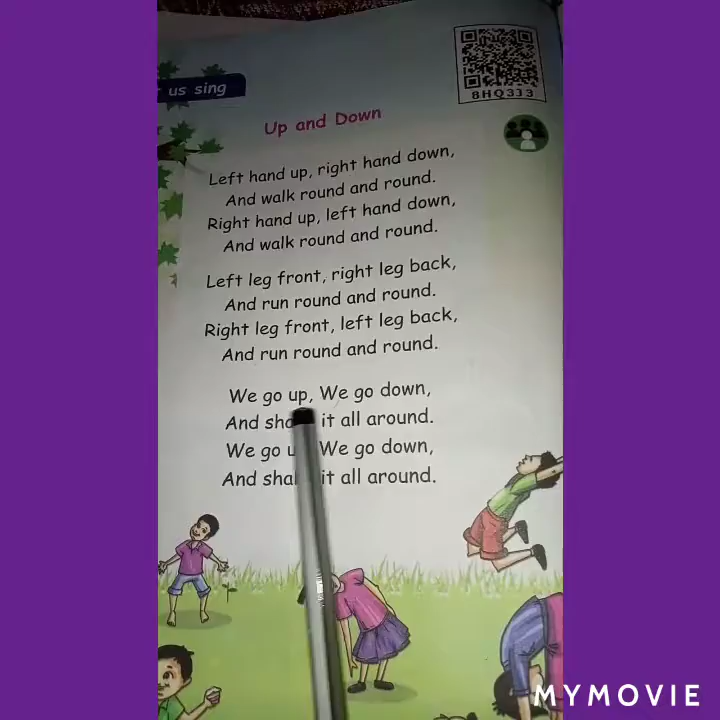 us sing
8HQ3J3
Up and Down
Left hand up, right hand down,
And walk round and round.
Right hand up, left hand down,
And walk round and round.
Left leg front, right leg back,
And run round and round.
Right leg front, left leg back,
And run round and round.
We go up, We go down,
And it all around.
We go We go down,
And it all around.
MYMOVIE